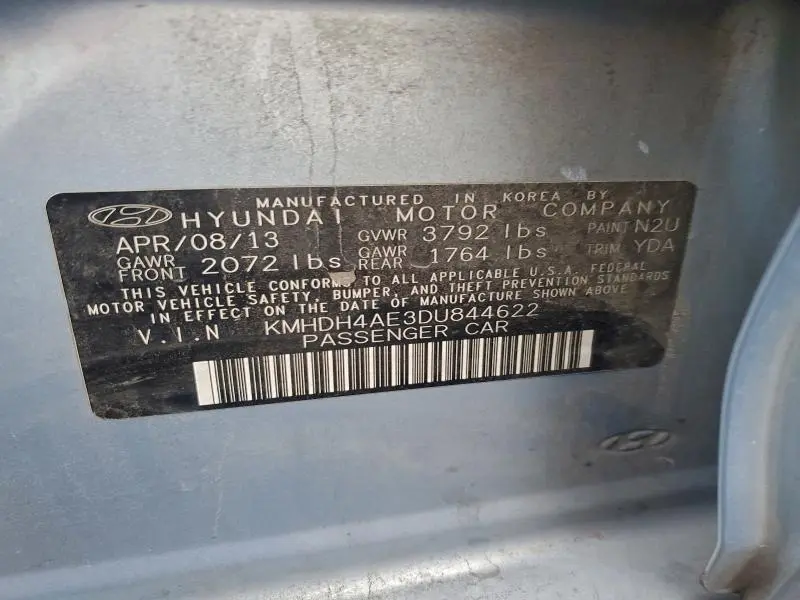 MANUFACTURED IN KOREA BY
HYUNDAI MOTOR COMPANY
APR/08/13 GVWR 3792 lbs PAINT N2U
GAWR FRONT 2072 lbs GAWR REAR 1764 lbs TRIM YDA
THIS VEHICLE CONFORMS TO ALL APPLICABLE U.S.A. FEDERAL
MOTOR VEHICLE SAFETY, BUMPER, AND THEFT PREVENTION STANDARDS
IN EFFECT ON THE DATE OF MANUFACTURE SHOWN ABOVE.
V.I.N KMHDH4AE3DU844622
PASSENGER CAR